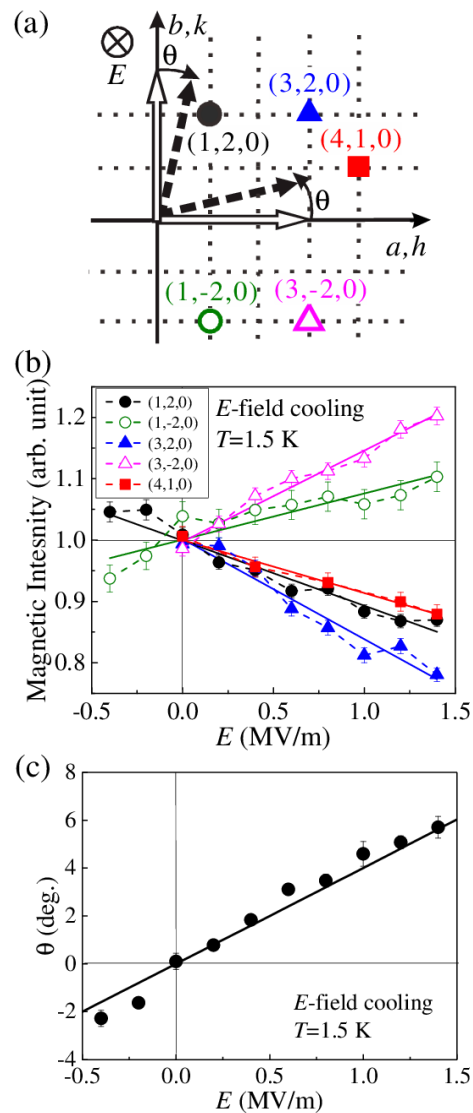 (a)
b,k
E
θ
(3,2,0)
(1,2,0)
(4,1,0)
θ
a,h
(1,-2,0)
(3,-2,0)
(b)
Magnetic Intesnity (arb. unit)
1.2
1.1
1.0
0.9
0.8
(1,2,0)
(1,-2,0)
(3,2,0)
(3,-2,0)
(4,1,0)
E-field cooling
T=1.5 K
-0.5 0.0 0.5 1.0 1.5
E (MV/m)
(c)
θ (deg.)
8
6
4
2
0
-2
-4
E-field cooling
T=1.5 K
-0.5 0.0 0.5 1.0 1.5
E (MV/m)